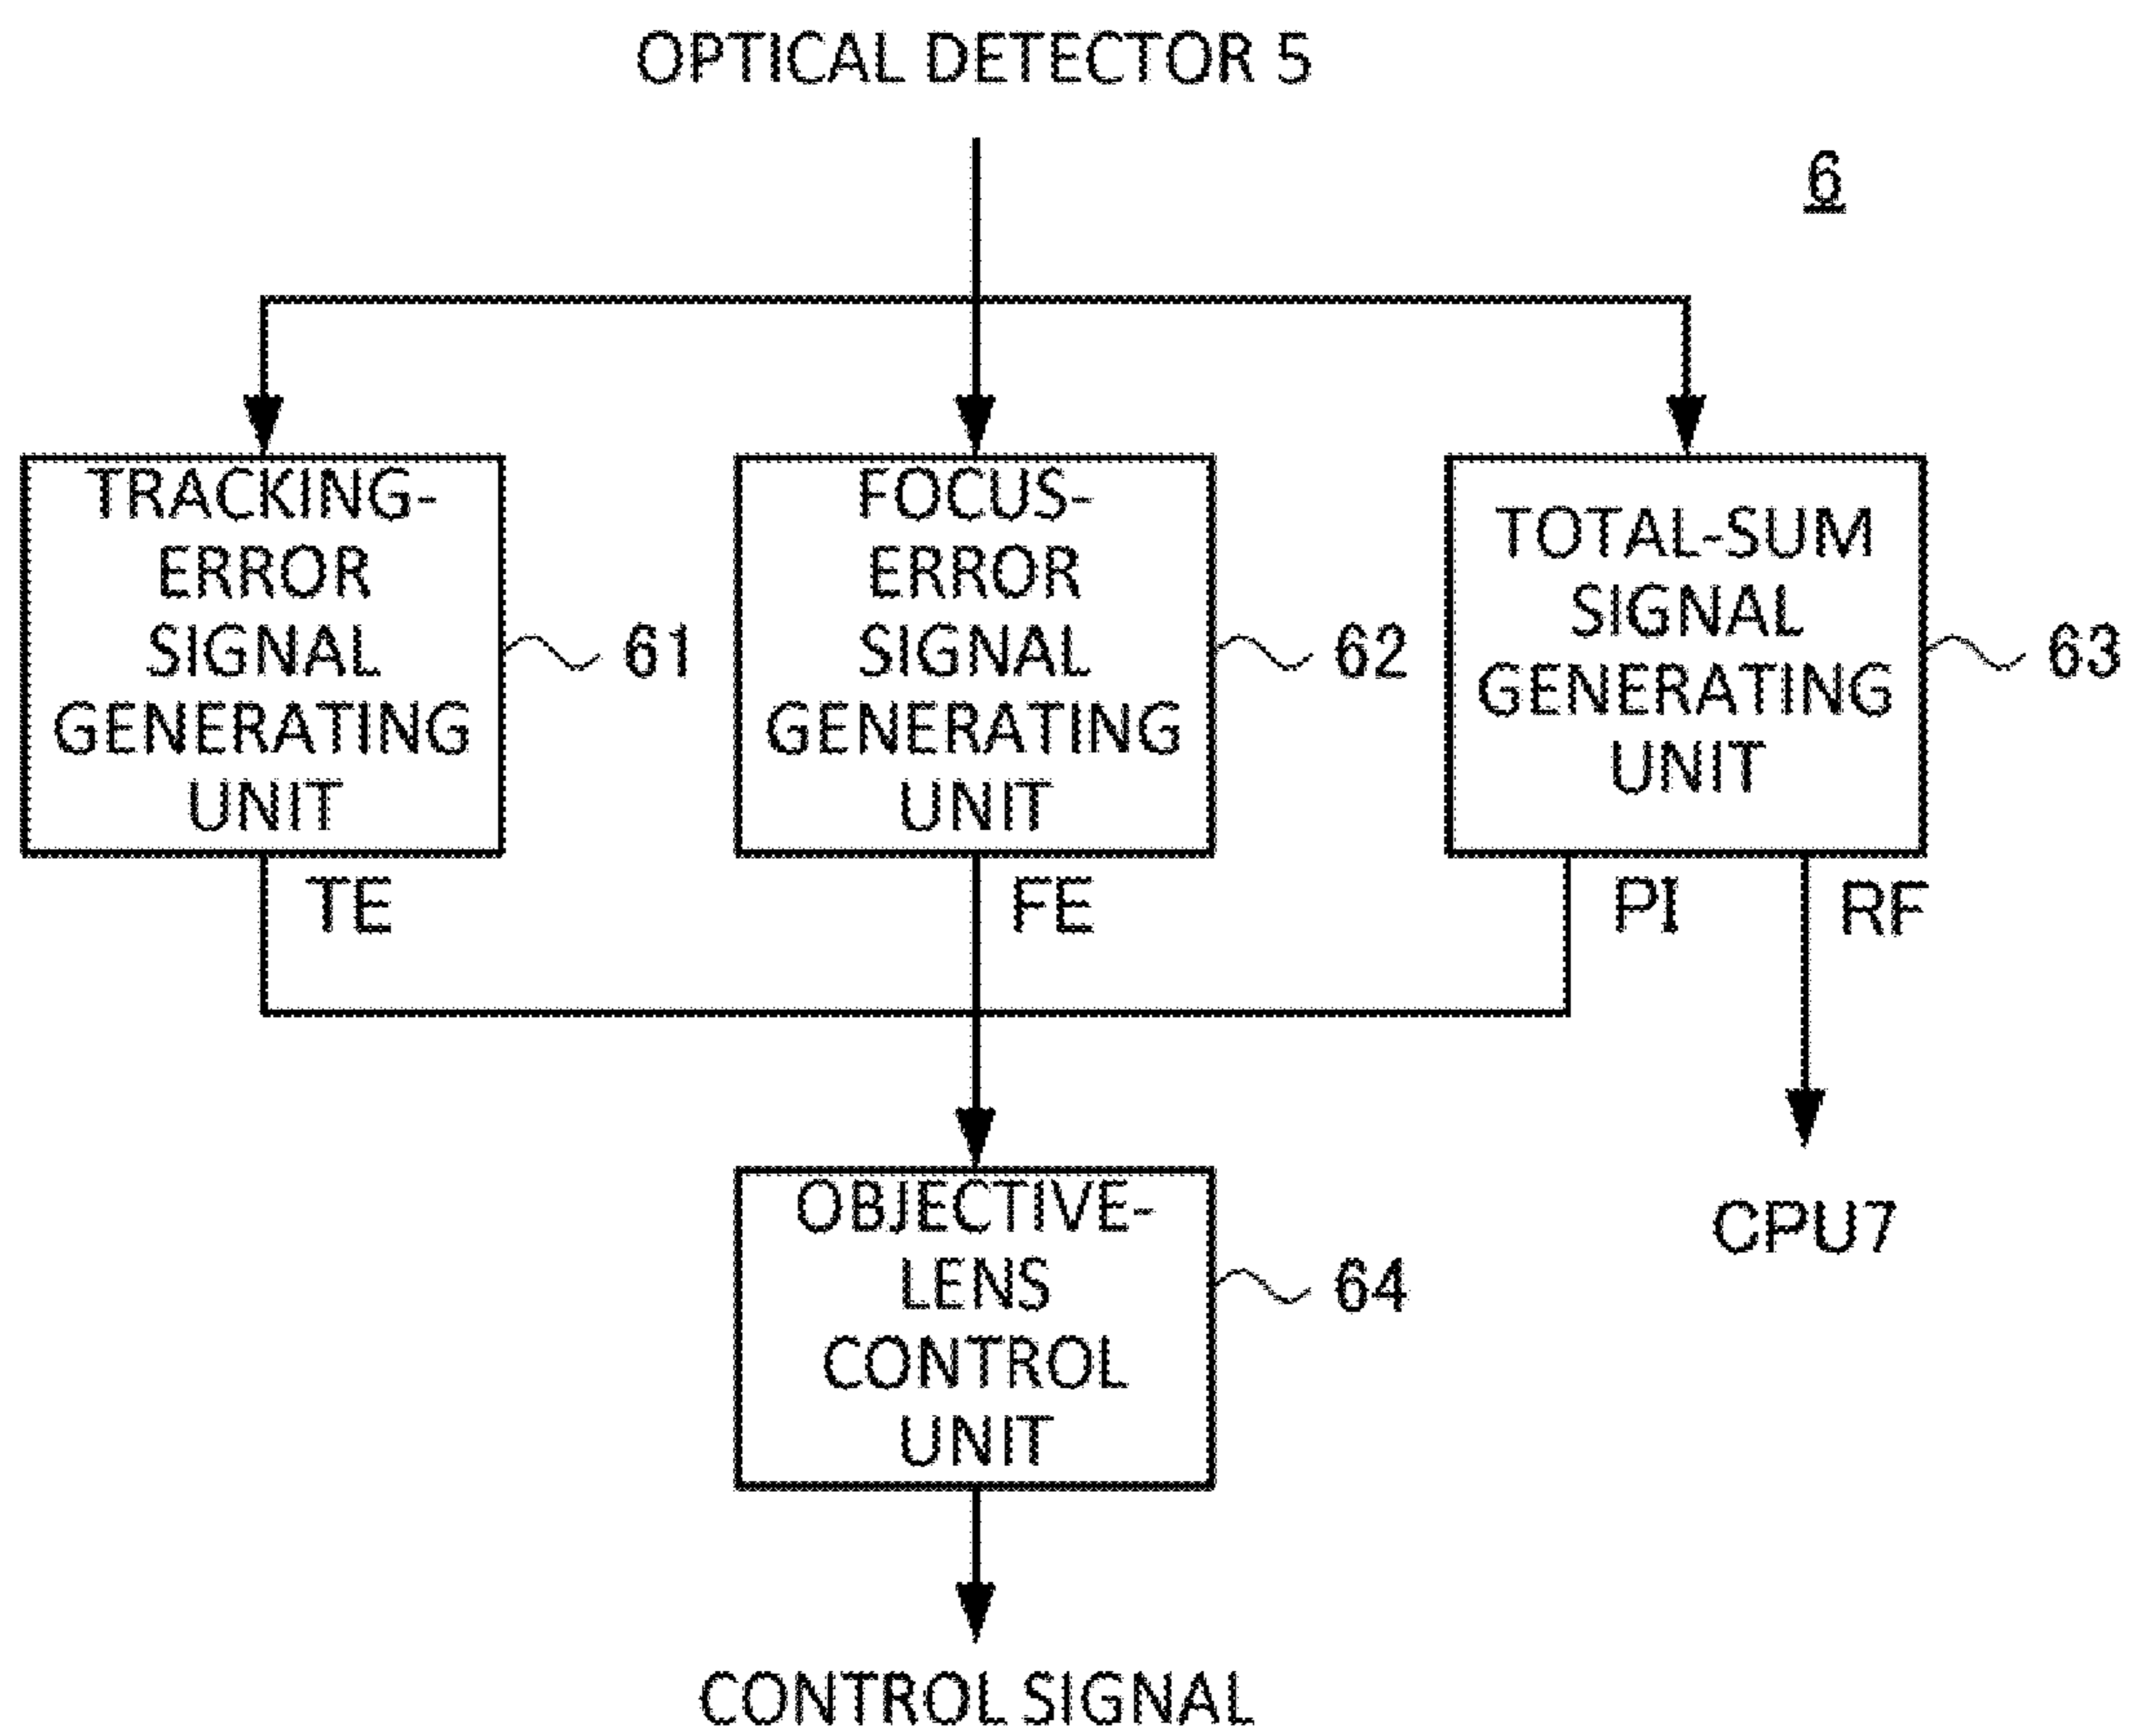 OPTICAL DETECTOR 5
6
TRACKING-
ERROR
SIGNAL
GENERATING
UNIT
61
FOCUS-
ERROR
SIGNAL
GENERATING
UNIT
62
TOTAL-SUM
SIGNAL
GENERATING
UNIT
63
TE
FE
PI
RF
OBJECTIVE-
LENS
CONTROL
UNIT
64
CPU7
CONTROL SIGNAL